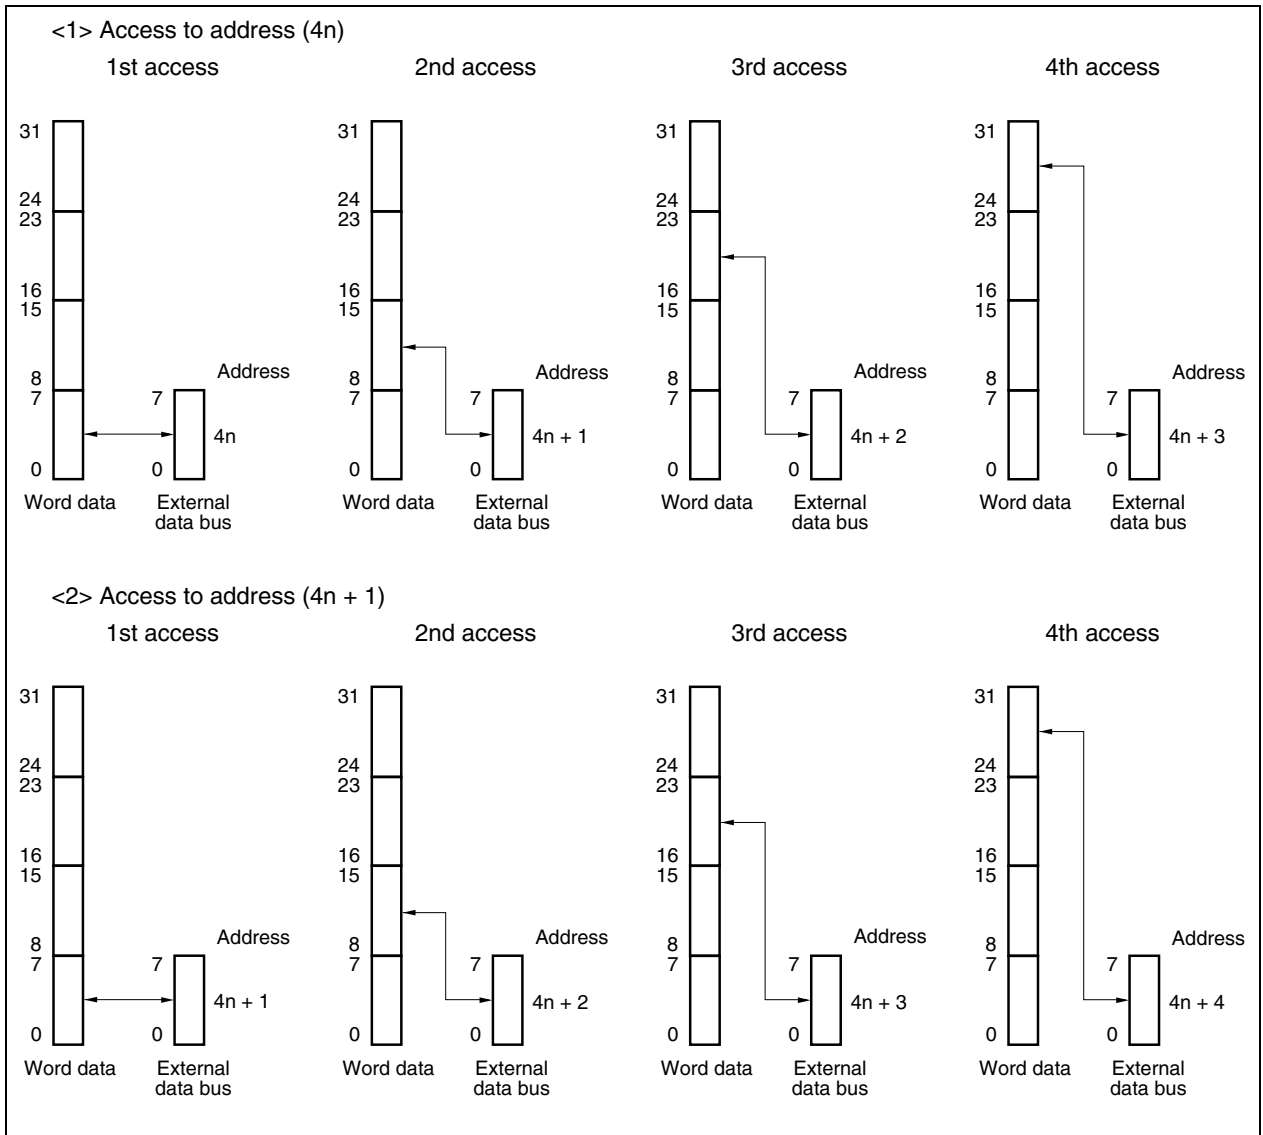 <1> Access to address (4n)
1st access 2nd access 3rd access 4th access
31 31 31 31
24 24 24 24
23 23 23 23
16 16 16 16
15 15 15 15
Address Address Address Address
8 8 8 8
7 7 7 7 7 7 7 7
4n 4n + 1 4n + 2 4n + 3
0 0 0 0 0 0 0 0
Word data External Word data External Word data External Word data External
data bus data bus data bus data bus
<2> Access to address (4n + 1)
1st access 2nd access 3rd access 4th access
31 31 31 31
24 24 24 24
23 23 23 23
16 16 16 16
15 15 15 15
Address Address Address Address
8 8 8 8
7 7 7 7 7 7 7 7
4n + 1 4n + 2 4n + 3 4n + 4
0 0 0 0 0 0 0 0
Word data External Word data External Word data External Word data External
data bus data bus data bus data bus